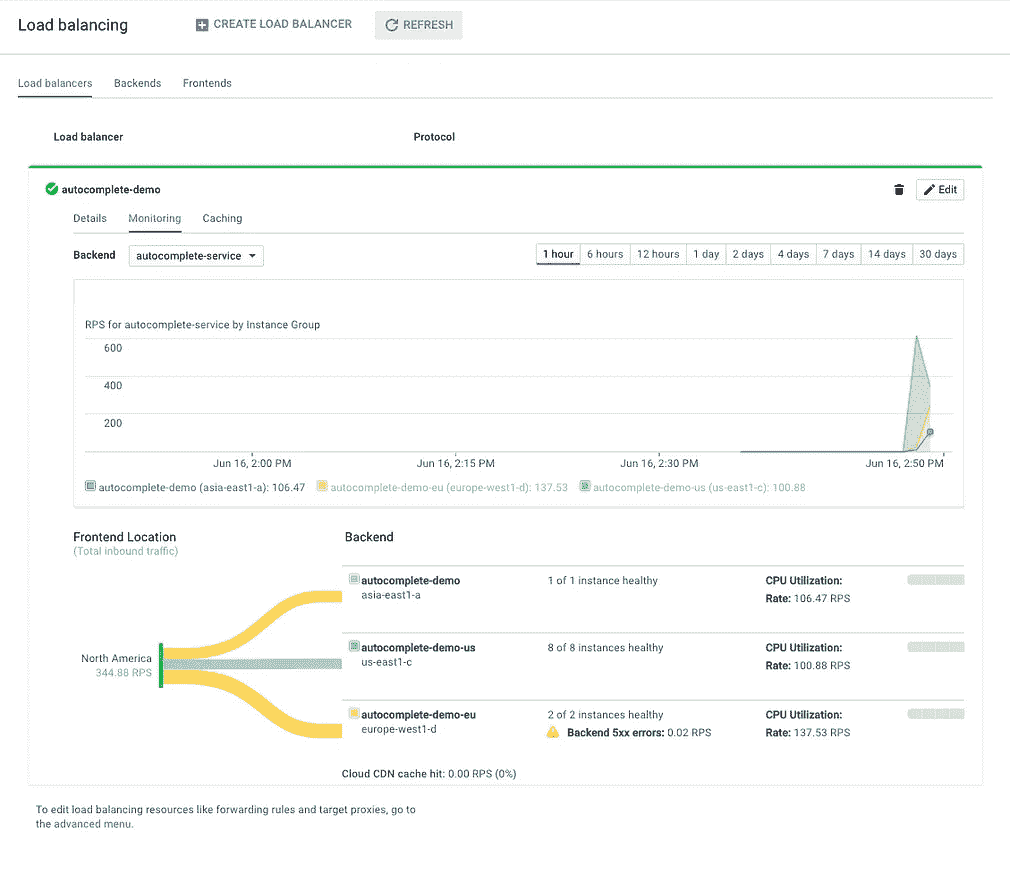 Load balancing
CREATE LOAD BALANCER
REFRESH
Load balancers Backends Frontends
Load balancer Protocol
autocomplete-demo
Edit
Details Monitoring Caching
Backend autocomplete-service
1 hour 6 hours 12 hours 1 day 2 days 4 days 7 days 14 days 30 days
RPS for autocomplete-service by Instance Group
600
400
200
Jun 16, 2:00 PM Jun 16, 2:15 PM Jun 16, 2:30 PM Jun 16, 2:50 PM
autocomplete-demo (asia-east1-a): 106.47 autocomplete-demo-eu (europe-west1-d): 137.53 autocomplete-demo-us (us-east1-c): 100.88
Frontend Location
(Total inbound traffic)
Backend
North America
344.88 RPS
autocomplete-demo
asia-east1-a
1 of 1 instance healthy
CPU Utilization:
Rate: 106.47 RPS
autocomplete-demo-us
us-east1-c
8 of 8 instances healthy
CPU Utilization:
Rate: 100.88 RPS
autocomplete-demo-eu
europe-west1-d
2 of 2 instances healthy
Backend 5xx errors: 0.02 RPS
CPU Utilization:
Rate: 137.53 RPS
Cloud CDN cache hit: 0.00 RPS (0%)
To edit load balancing resources like forwarding rules and target proxies, go to
the advanced menu.